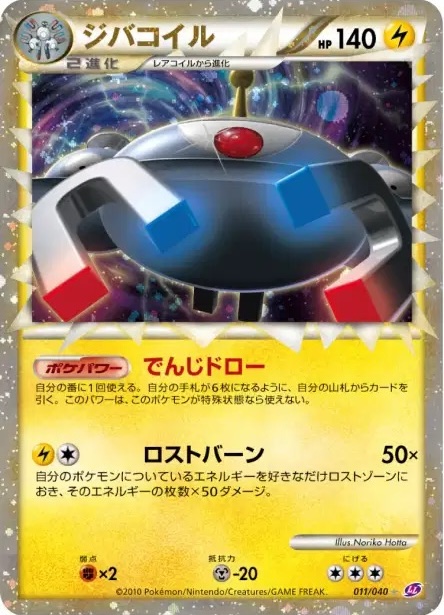 ジバコイル HP 140
2進化 レアコイルから進化
ポケパワー でんじドロー
自分の番に1回使える。自分の手札が6枚になるように、自分の山札からカードを
引く。このパワーは、このポケモンが特殊状態なら使えない。
ロストバーン 50×
自分のポケモンについているエネルギーを好きなだけロストゾーンに
おき、そのエネルギーの枚数×50ダメージ。
Illus.Noriko Hotta
弱点 抵抗力 にげる
×2 -20
©2010 Pokémon/Nintendo/Creatures/GAME FREAK. 011/040 LL